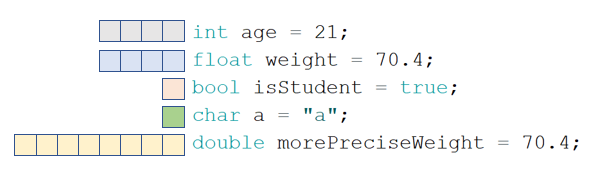 int age = 21;
float weight = 70.4;
bool isStudent = true;
char a = "a";
double morePreciseWeight = 70.4;